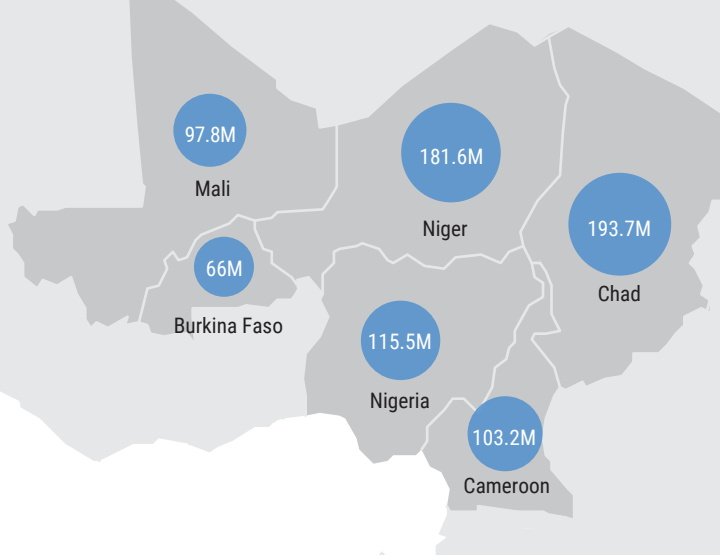 97.8M
Mali
181.6M
Niger
193.7M
Chad
66M
Burkina Faso
115.5M
Nigeria
103.2M
Cameroon